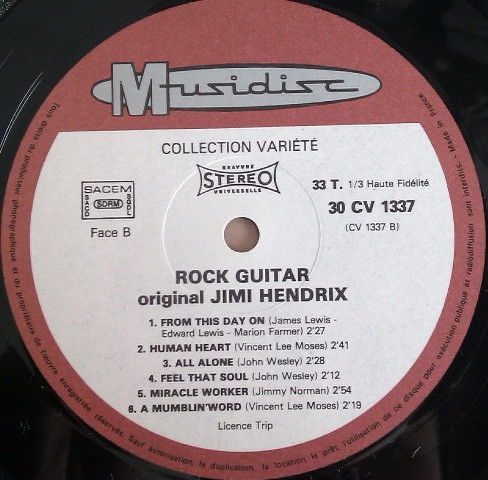 Musidisc
COLLECTION VARIÉTÉ
GRAVURE
STEREO
UNIVERSELLE
SACEM
SACD
SDRM
SGDL
Face B
33 T. 1/3 Haute Fidélité
30 CV 1337
(CV 1337 B)
ROCK GUITAR
original JIMI HENDRIX
1. FROM THIS DAY ON (James Lewis -
Edward Lewis - Marion Farmer) 2'27
2. HUMAN HEART (Vincent Lee Moses) 2'41
3. ALL ALONE (John Wesley) 2'28
4. FEEL THAT SOUL (John Wesley) 2'12
5. MIRACLE WORKER (Jimmy Norman) 2'54
6. A MUMBLIN'WORD (Vincent Lee Moses) 2'19
Licence Trip
Tous droits du producteur phonographique et du propriétaire de l'œuvre enregistrée réservés. Sauf autorisation, la duplication, la location, le prêt, l'utilisation de ce disque pour exécution publique et radiodiffusion sont interdits - Made in France